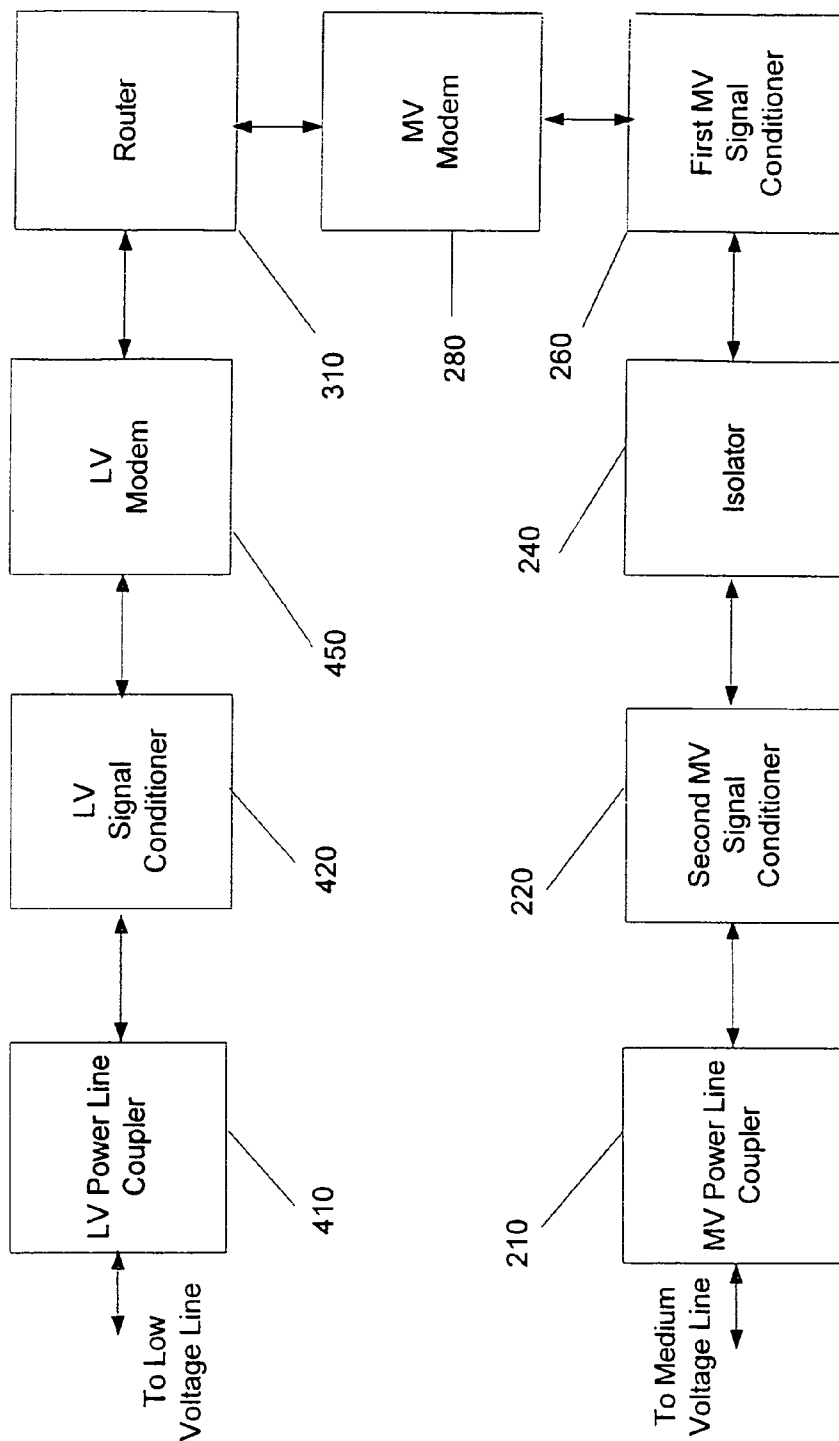 To Low
Voltage Line
LV Power Line
Coupler
410
LV
Signal
Conditioner
420
LV
Modem
450
Router
310
MV
Modem
280
First MV
Signal
Conditioner
260
Isolator
240
Second MV
Signal
Conditioner
220
MV Power Line
Coupler
210
To Medium
Voltage Line